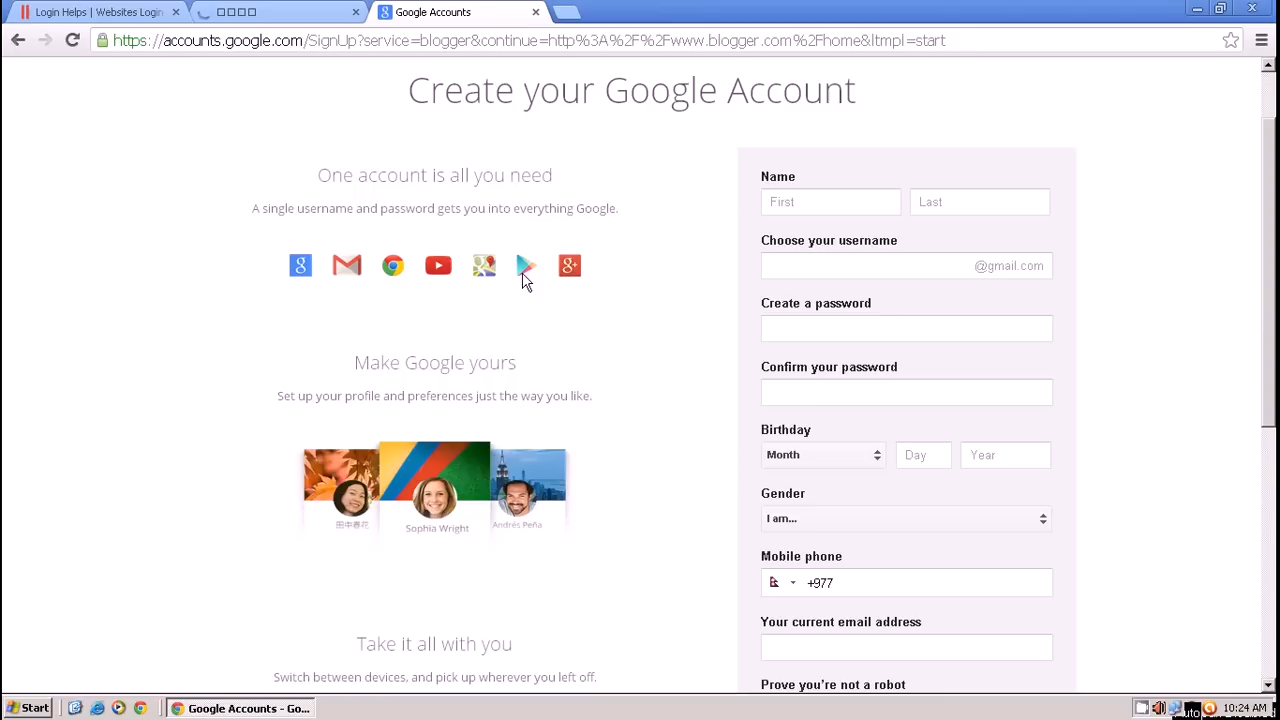 Login Helps | Websites Login
Google Accounts
https://accounts.google.com/SignUp?service=blogger&continue=http%3A%2F%2Fwww.blogger.com%2Fhome&ltmpl=start
Create your Google Account
One account is all you need
A single username and password gets you into everything Google.
Make Google yours
Set up your profile and preferences just the way you like.
田中春花
Sophia Wright
Andrés Peña
Take it all with you
Switch between devices, and pick up wherever you left off.
Name
First
Last
Choose your username
@gmail.com
Create a password
Confirm your password
Birthday
Month
Day
Year
Gender
I am...
Mobile phone
+977
Your current email address
Prove you're not a robot
Start
Google Accounts - Go...
10:24 AM